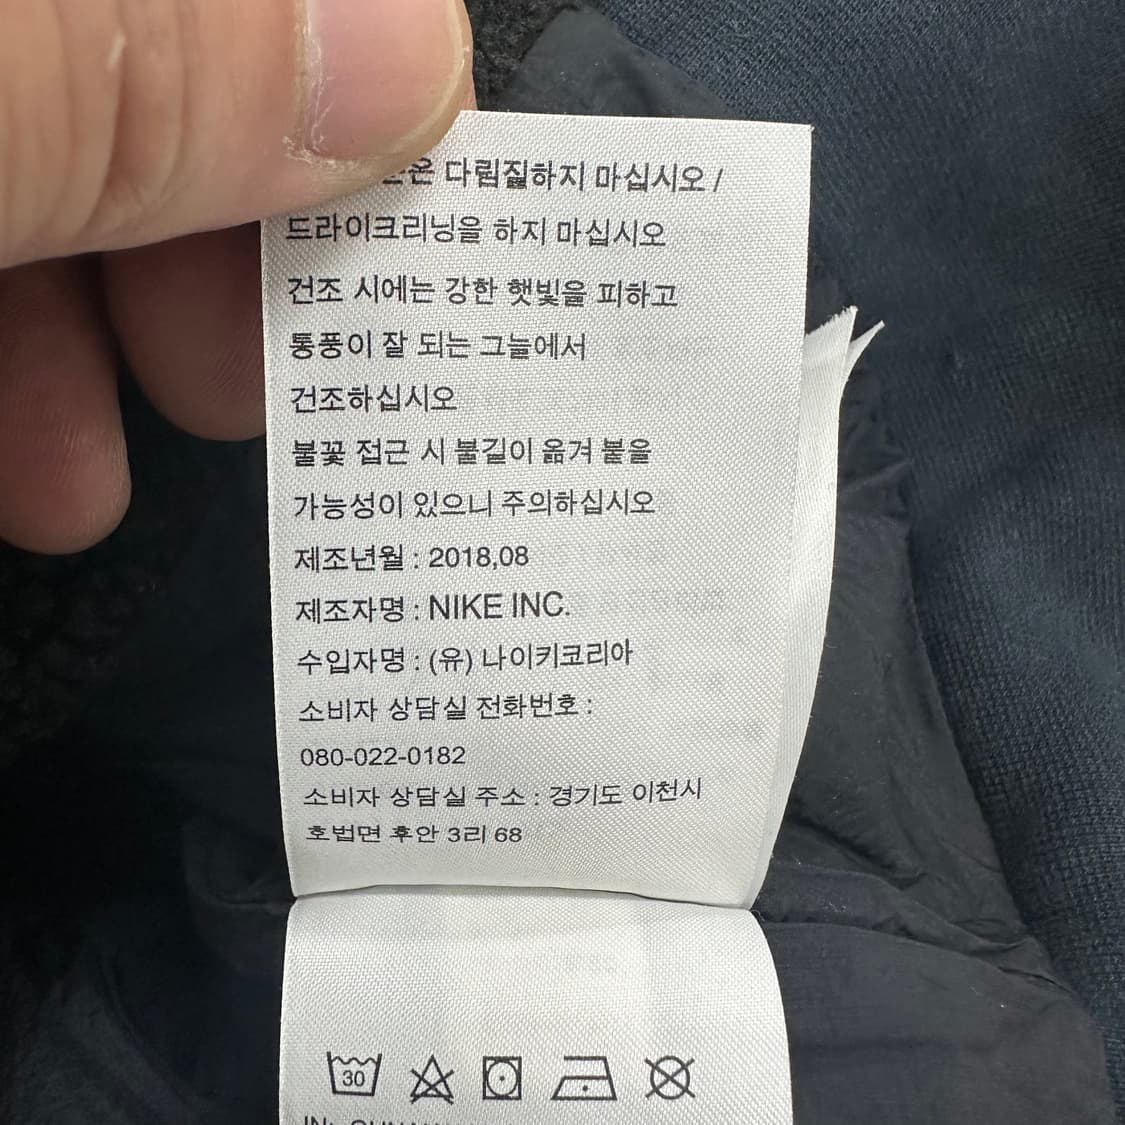 다림질하지 마십시오 /
드라이크리닝을 하지 마십시오
건조 시에는 강한 햇빛을 피하고
통풍이 잘 되는 그늘에서
건조하십시오
불꽃 접근 시 불길이 옮겨 붙을
가능성이 있으니 주의하십시오
제조년월 : 2018,08
제조자명 : NIKE INC.
수입자명 : (유) 나이키코리아
소비자 상담실 전화번호 :
080-022-0182
소비자 상담실 주소 : 경기도 이천시
호법면 후안 3리 68
30